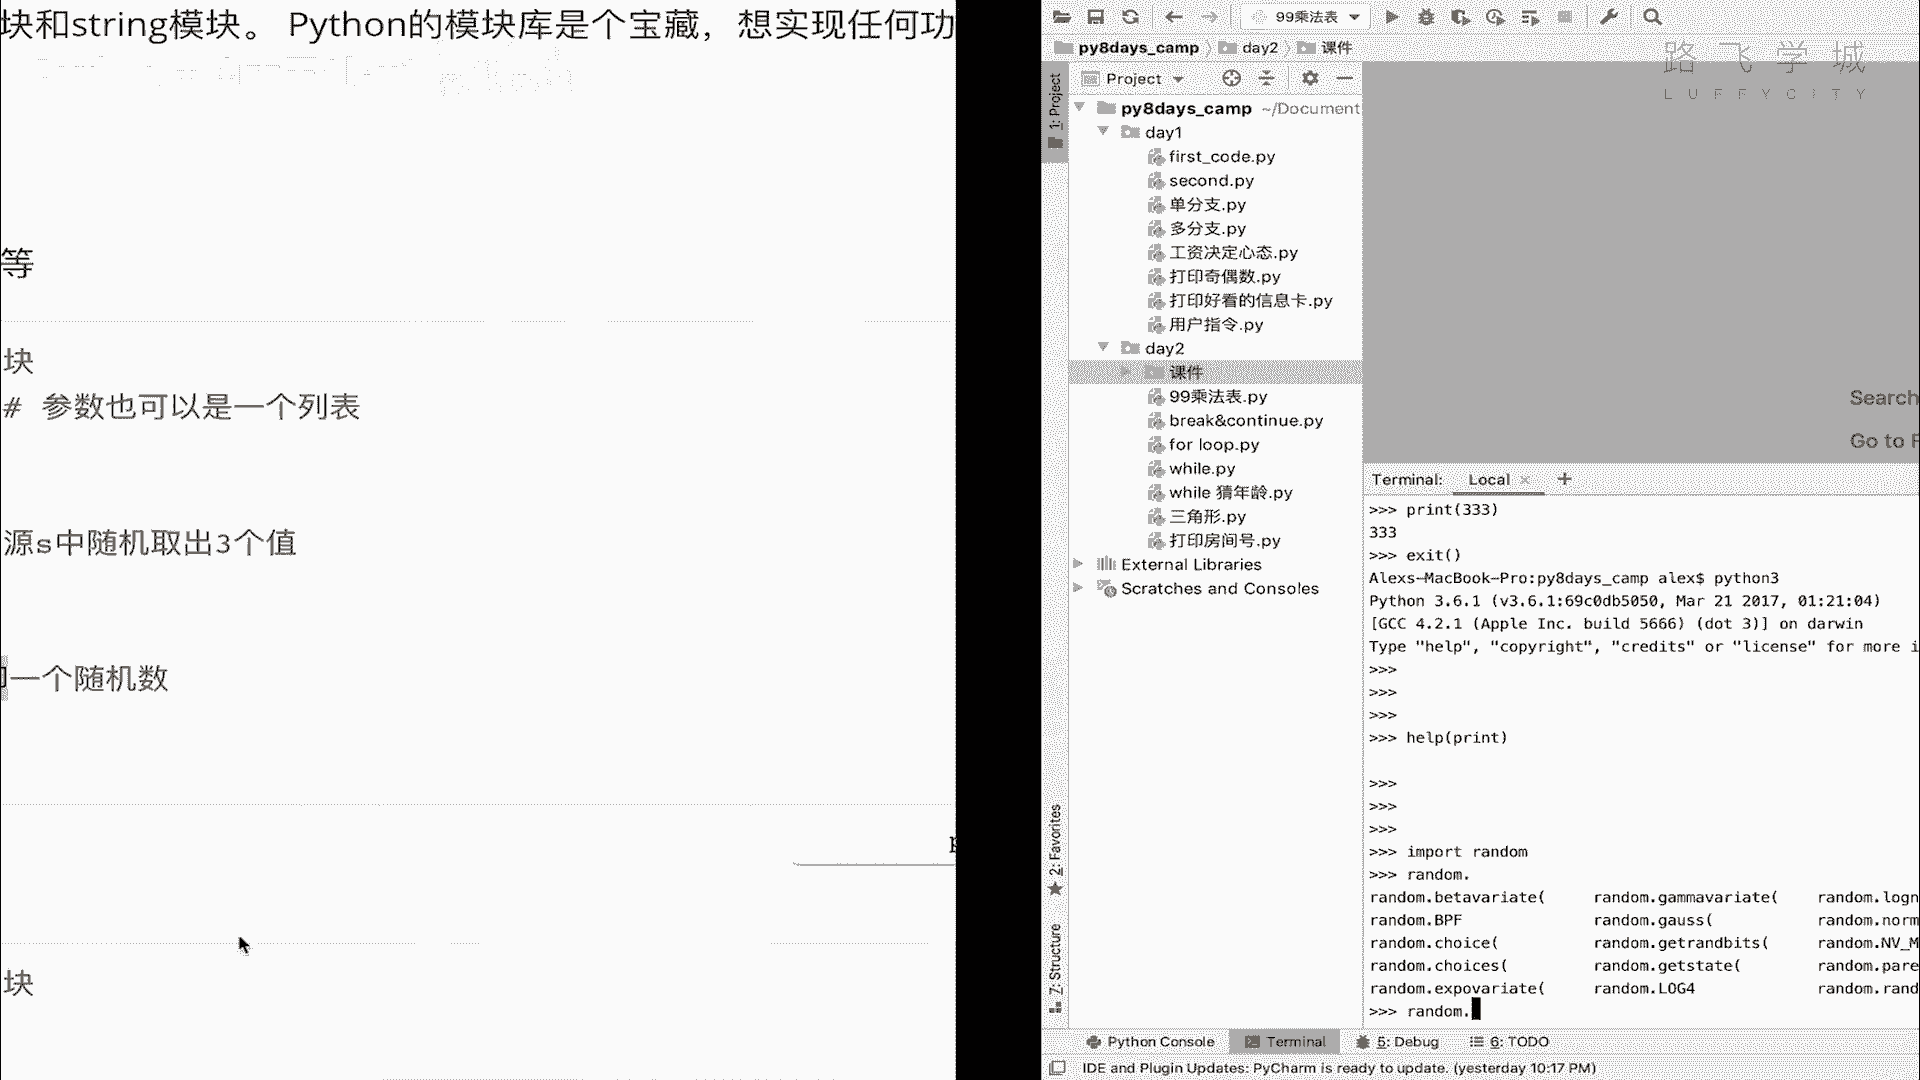 块和string模块。 Python的模块库是个宝藏，想实现任何功
等
块
# 参数也可以是一个列表
源s中随机取出3个值
一个随机数
块
99乘法表
py8days_camp
day2
课件
路飞学城
LUFFYCITY
1: Project
Project
py8days_camp ~/Document
day1
first_code.py
second.py
单分支.py
多分支.py
工资决定心态.py
打印奇偶数.py
打印好看的信息卡.py
用户指令.py
day2
课件
99乘法表.py
break&continue.py
for loop.py
while.py
while 猜年龄.py
三角形.py
打印房间号.py
External Libraries
Scratches and Consoles
Search
Go to F
Terminal: Local × +
>>> print(333)
333
>>> exit()
Alexs-MacBook-Pro:py8days_camp alex$ python3
Python 3.6.1 (v3.6.1:69c0db5050, Mar 21 2017, 01:21:04)
[GCC 4.2.1 (Apple Inc. build 5666) (dot 3)] on darwin
Type "help", "copyright", "credits" or "license" for more i
>>>
>>>
>>>
>>> help(print)
>>>
>>>
>>>
>>> import random
>>> random.
random.betavariate( random.gammavariate( random.logn
random.BPF random.gauss( random.norm
random.choice( random.getrandbits( random.NV_M
random.choices( random.getstate( random.pare
random.expovariate( random.LOG4 random.rand
>>> random.
2: Favorites
Z: Structure
Python Console
Terminal
5: Debug
6: TODO
IDE and Plugin Updates: PyCharm is ready to update. (yesterday 10:17 PM)